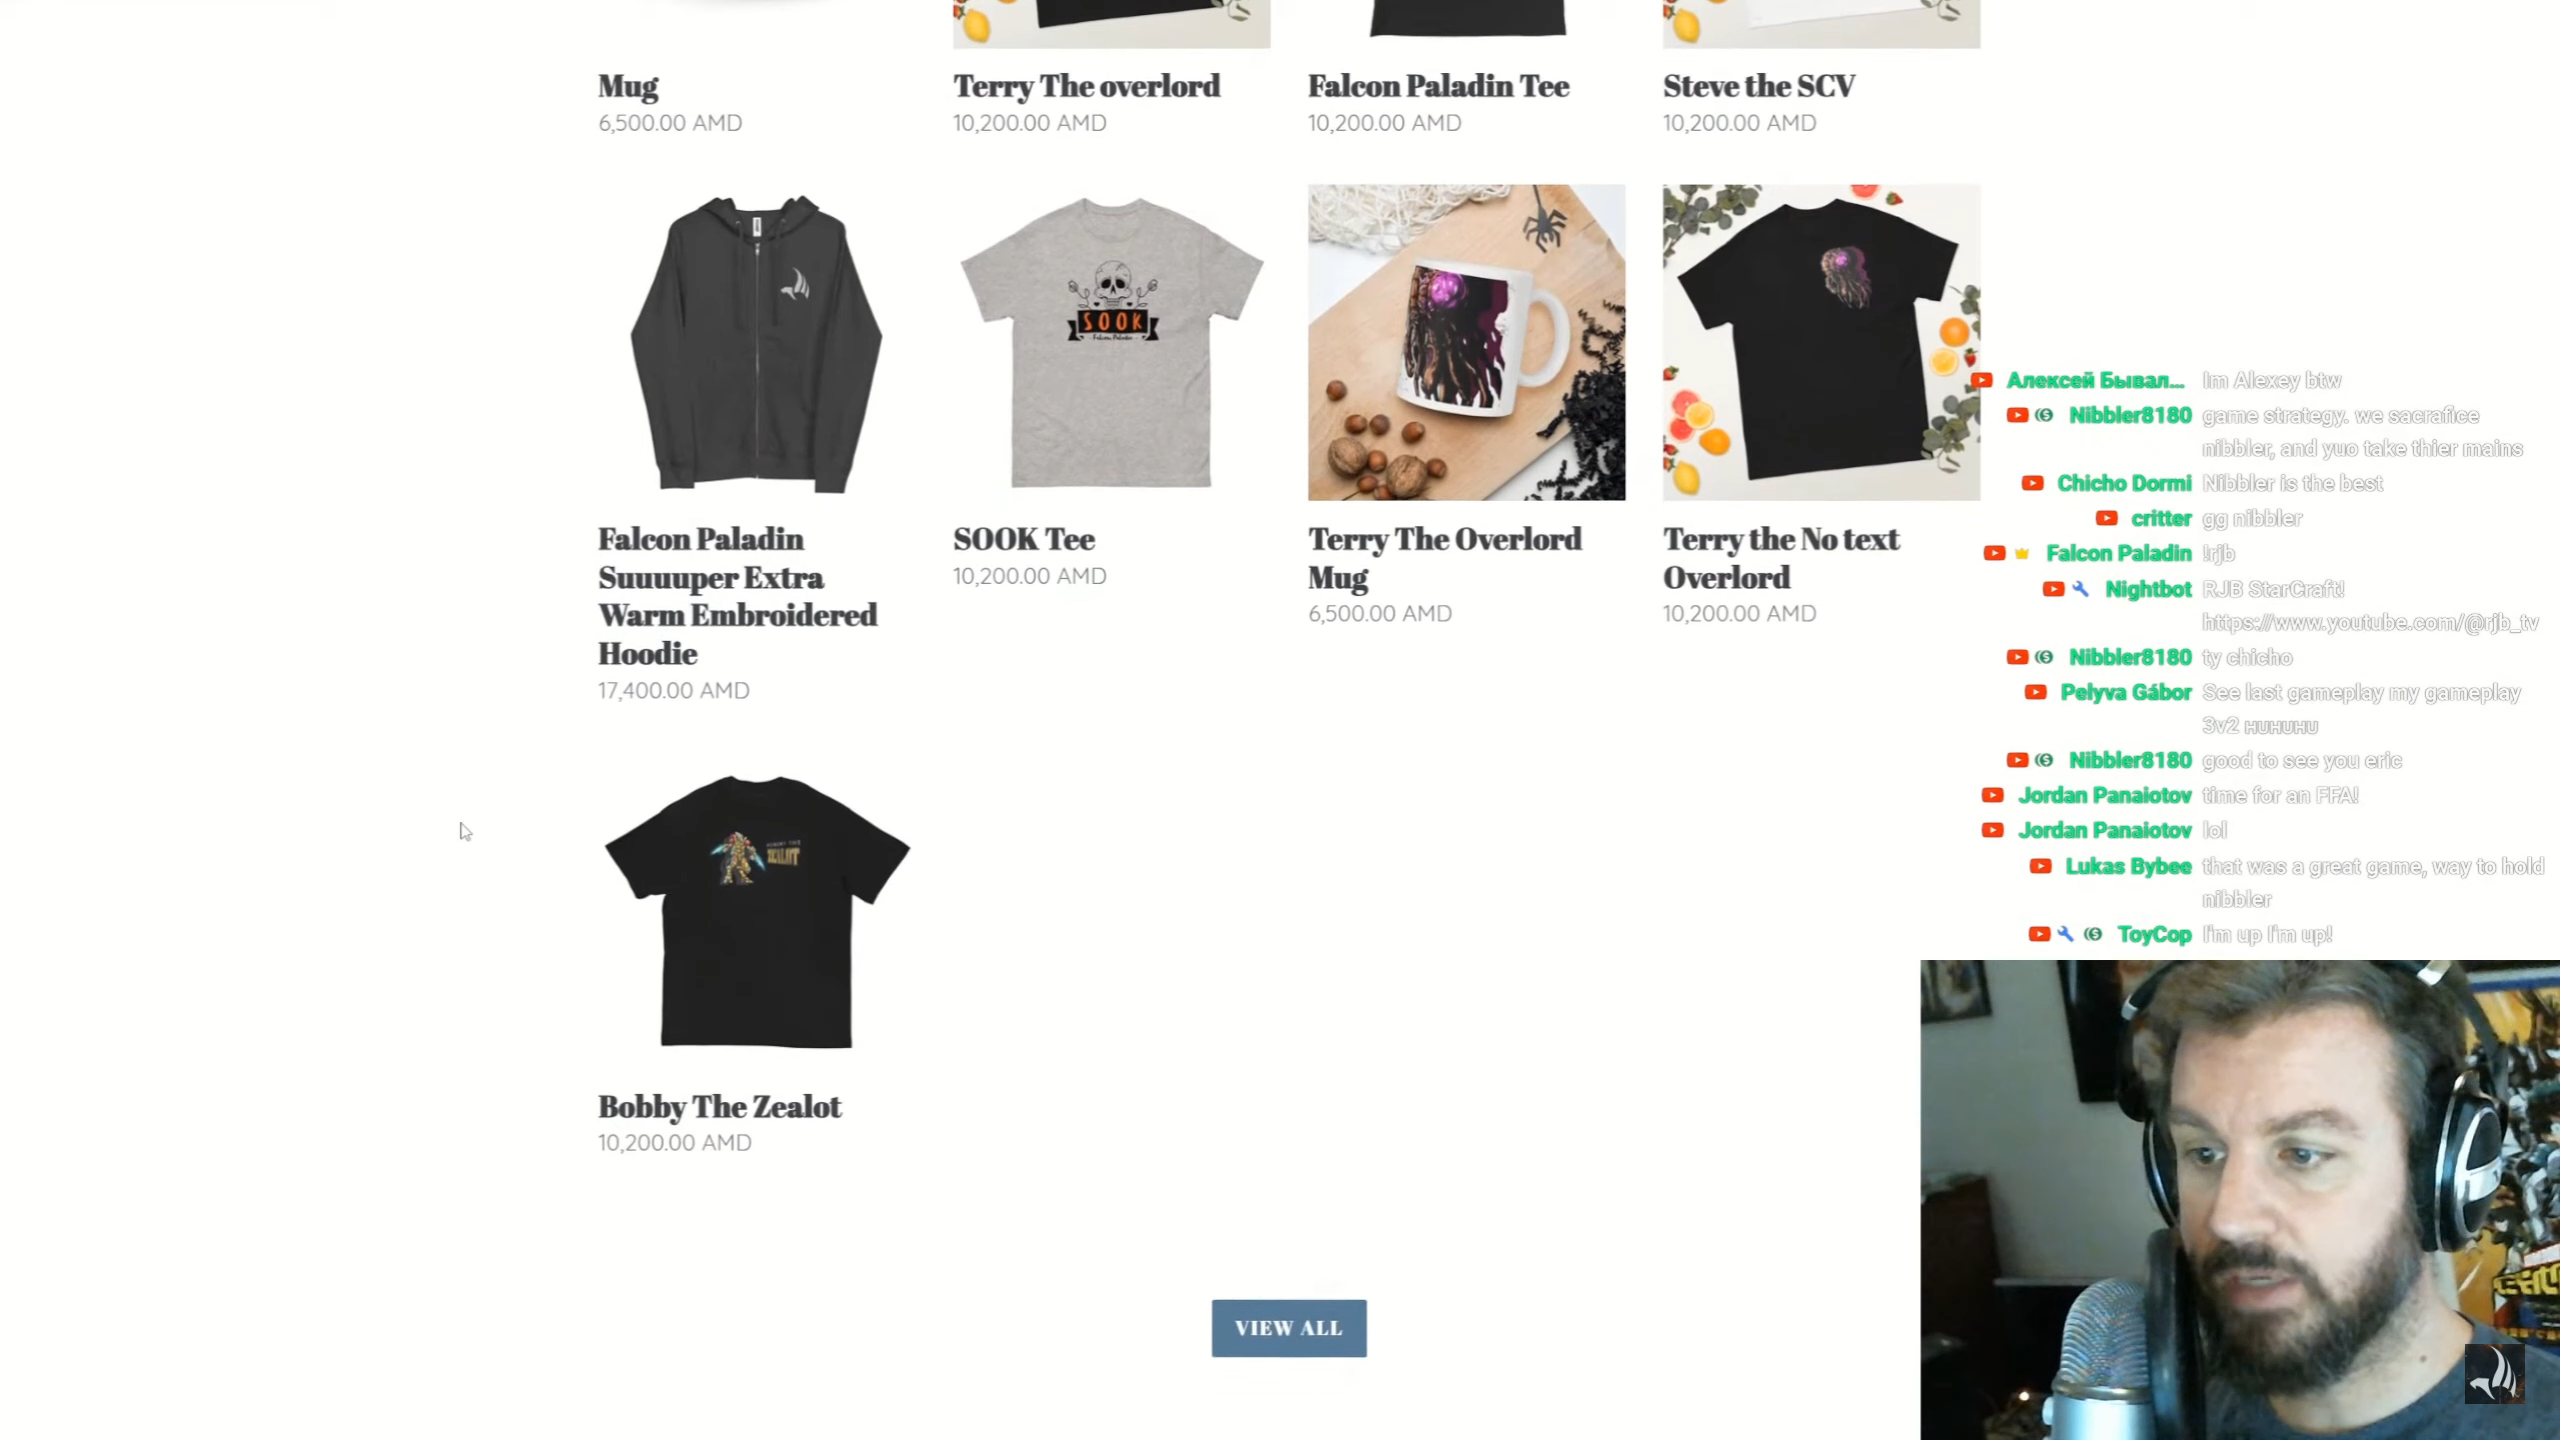 Mug
6,500.00 AMD
Terry The overlord
10,200.00 AMD
Falcon Paladin Tee
10,200.00 AMD
Steve the SCV
10,200.00 AMD
SOOK
Falcon Paladin
Falcon Paladin
Suuuuper Extra
Warm Embroidered
Hoodie
17,400.00 AMD
SOOK Tee
10,200.00 AMD
Terry The Overlord
Mug
6,500.00 AMD
Terry the No text
Overlord
10,200.00 AMD
ZEALOT
Bobby The Zealot
10,200.00 AMD
VIEW ALL
Алексей Бывал... Im Alexey btw
Nibbler8180 game strategy. we sacrafice
nibbler, and yuo take thier mains
Chicho Dormi Nibbler is the best
critter gg nibbler
Falcon Paladin !rjb
Nightbot RJB StarCraft!
https://www.youtube.com/@rjb_tv
Nibbler8180 ty chicho
Pelyva Gábor See last gameplay my gameplay
3v2 нининu
Nibbler8180 good to see you eric
Jordan Panaiotov time for an FFA!
Jordan Panaiotov lol
Lukas Bybee that was a great game, way to hold
nibbler
ToyCop I'm up I'm up!